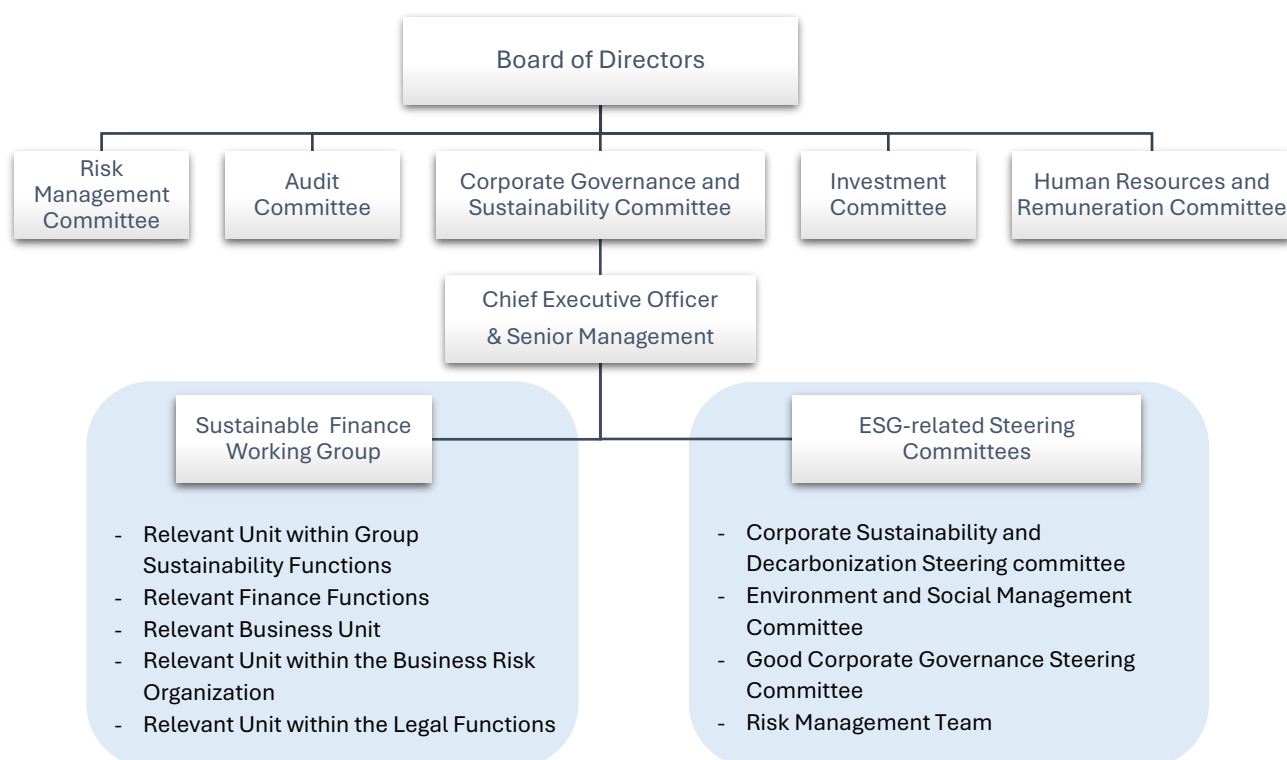 Board of Directors
Risk
Management
Committee
Audit
Committee
Corporate Governance and
Sustainability Committee
Investment
Committee
Human Resources and
Remuneration Committee
Chief Executive Officer
& Senior Management
Sustainable Finance
Working Group
- Relevant Unit within Group
Sustainability Functions
- Relevant Finance Functions
- Relevant Business Unit
- Relevant Unit within the Business Risk
Organization
- Relevant Unit within the Legal Functions
ESG-related Steering
Committees
- Corporate Sustainability and
Decarbonization Steering committee
- Environment and Social Management
Committee
- Good Corporate Governance Steering
Committee
- Risk Management Team